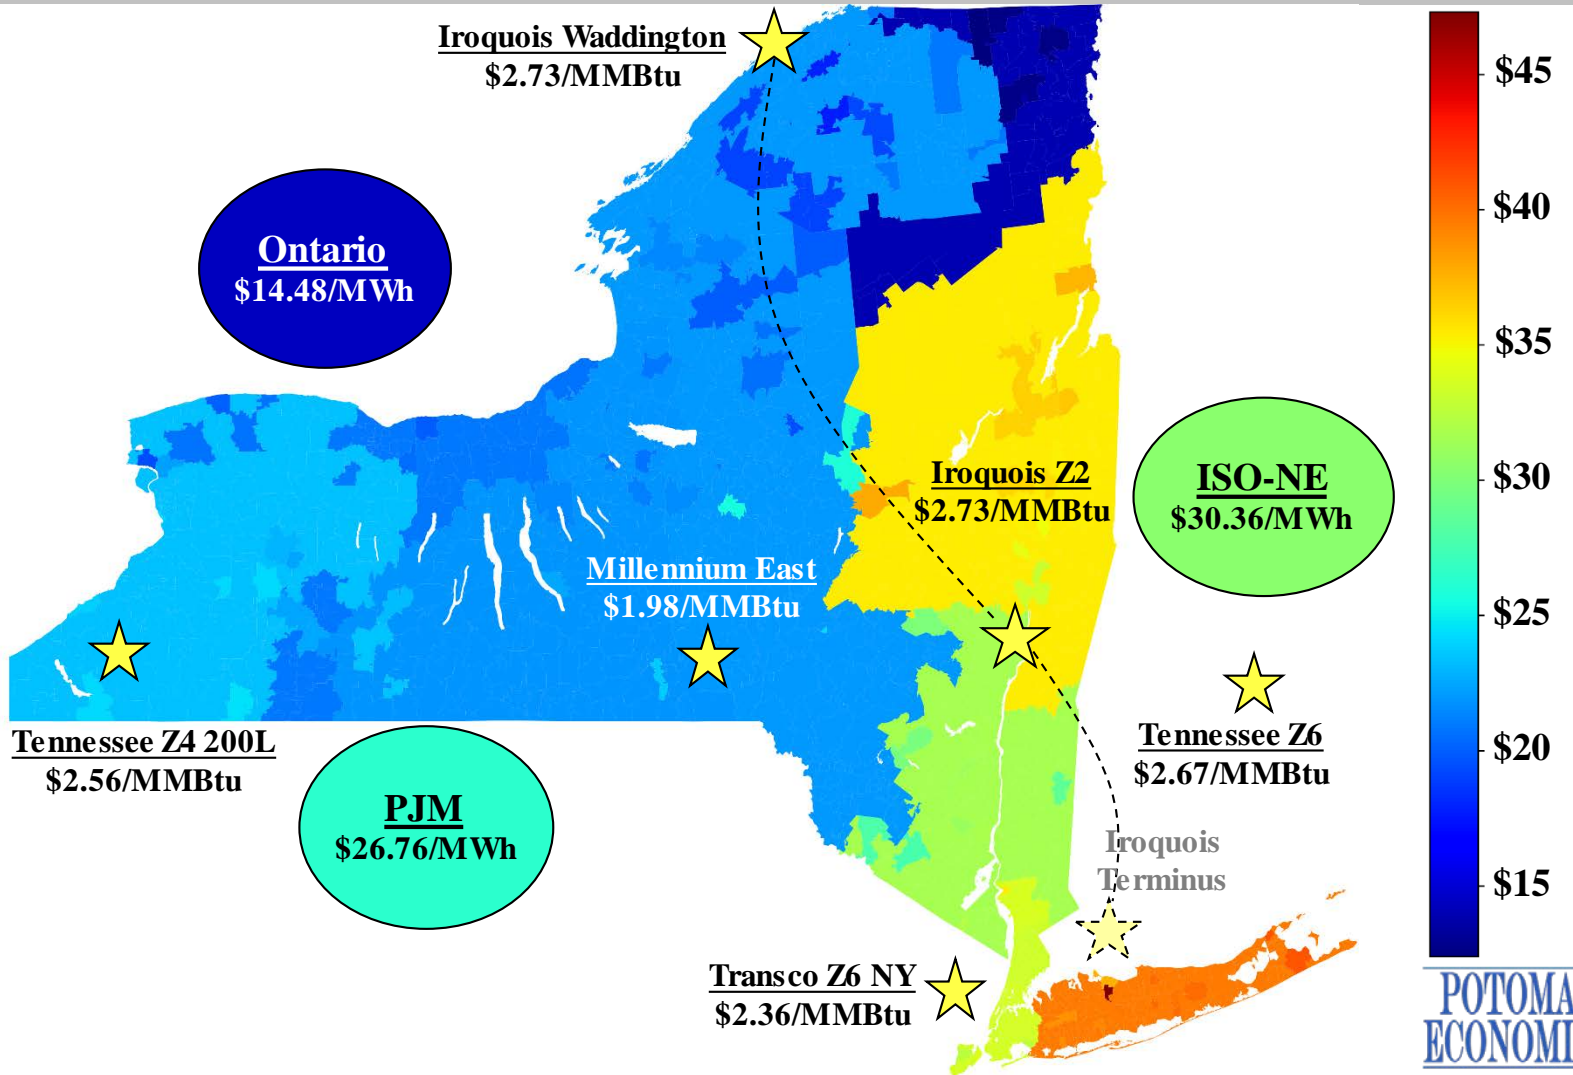 Iroquois Waddington
$2.73/MMBtu
Ontario
$14.48/MWh
Iroquois Z2
$2.73/MMBtu
ISO-NE
$30.36/MWh
Millennium East
$1.98/MMBtu
Tennessee Z4 200L
$2.56/MMBtu
PJM
$26.76/MWh
Tennessee Z6
$2.67/MMBtu
Iroquois
Terminus
Transco Z6 NY
$2.36/MMBtu
$45
$40
$35
$30
$25
$20
$15
POTOMA
ECONOMI